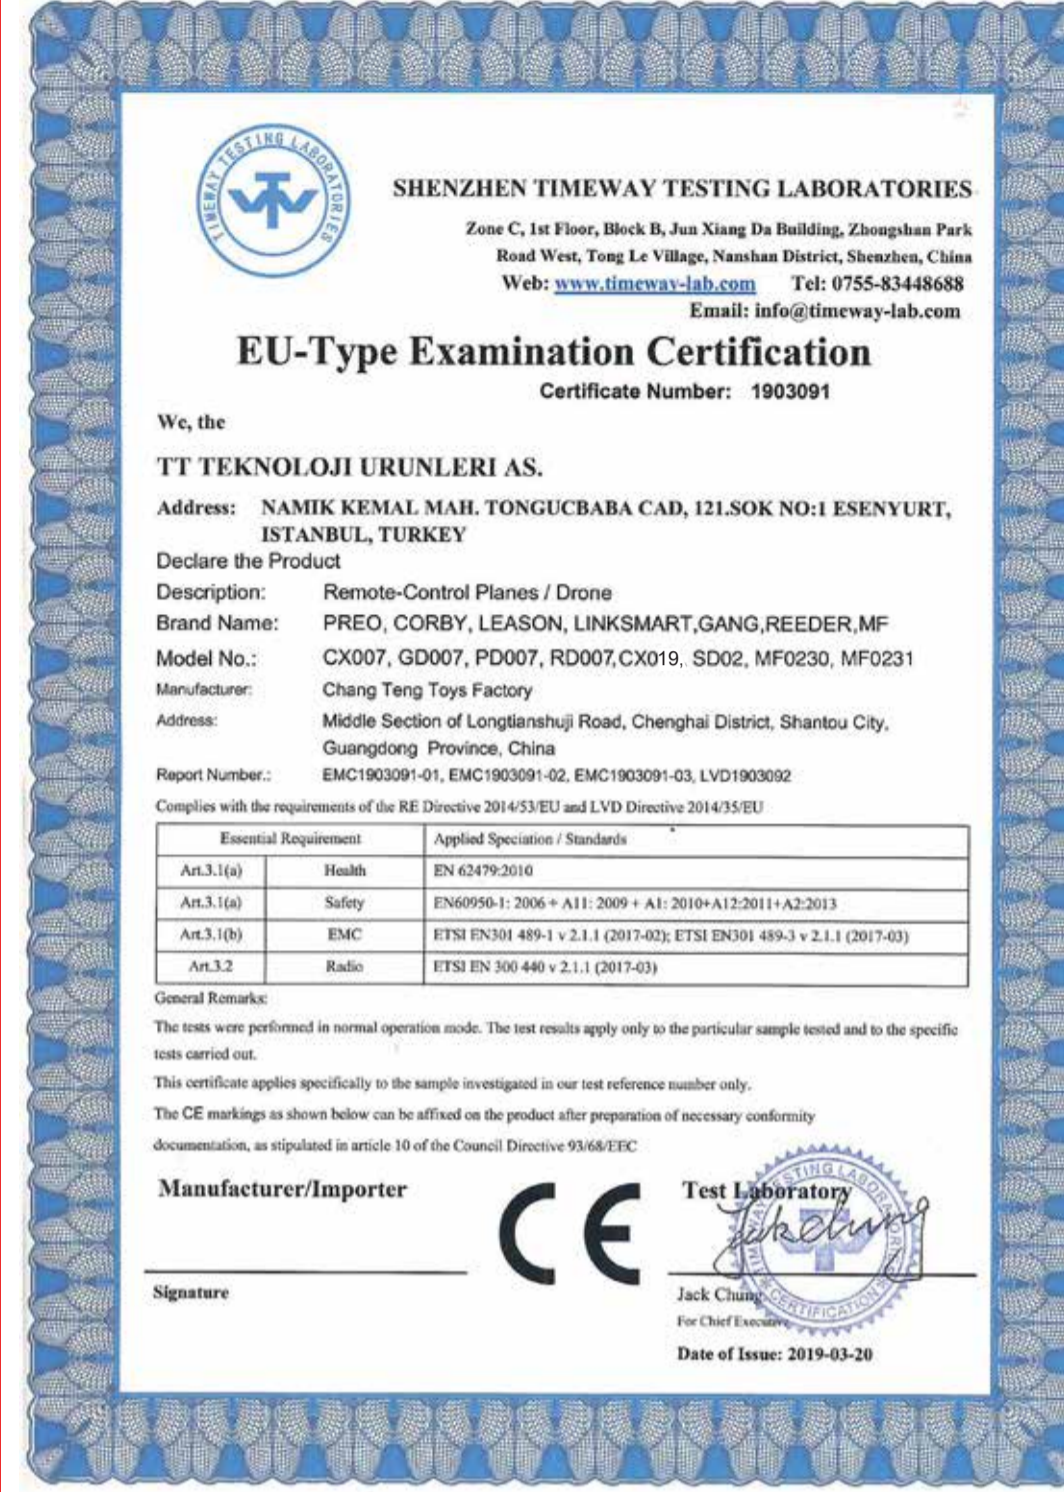 TIMEWAY TESTING LABORATORIES
SHENZHEN TIMEWAY TESTING LABORATORIES
Zone C, 1st Floor, Block B, Jun Xiang Da Building, Zhongshan Park
Road West, Tong Le Village, Nanshan District, Shenzhen, China
Web: www.timeway-lab.com Tel: 0755-83448688
Email: info@timeway-lab.com
EU-Type Examination Certification
Certificate Number: 1903091
We, the
TT TEKNOLOJI URUNLERI AS.
Address: NAMIK KEMAL MAH. TONGUCBABA CAD, 121.SOK NO:1 ESENYURT,
ISTANBUL, TURKEY
Declare the Product
Description: Remote-Control Planes / Drone
Brand Name: PREO, CORBY, LEASON, LINKSMART,GANG,REEDER,MF
Model No.: CX007, GD007, PD007, RD007,CX019, SD02, MF0230, MF0231
Manufacturer: Chang Teng Toys Factory
Address: Middle Section of Longtianshuji Road, Chenghai District, Shantou City,
Guangdong Province, China
Report Number.: EMC1903091-01, EMC1903091-02, EMC1903091-03, LVD1903092
Complies with the requirements of the RE Directive 2014/53/EU and LVD Directive 2014/35/EU
Essential Requirement Applied Speciation / Standards
Art.3.1(a) Health EN 62479:2010
Art.3.1(a) Safety EN60950-1: 2006 + A11: 2009 + A1: 2010+A12:2011+A2:2013
Art.3.1(b) EMC ETSI EN301 489-1 v 2.1.1 (2017-02); ETSI EN301 489-3 v 2.1.1 (2017-03)
Art.3.2 Radio ETSI EN 300 440 v 2.1.1 (2017-03)
General Remarks:
The tests were performed in normal operation mode. The test results apply only to the particular sample tested and to the specific
tests carried out.
This certificate applies specifically to the sample investigated in our test reference number only.
The CE markings as shown below can be affixed on the product after preparation of necessary conformity
documentation, as stipulated in article 10 of the Council Directive 93/68/EEC
Manufacturer/Importer
CE
Test Laboratory
TIMEWAY TESTING LABORATORIES
CERTIFICATION
Signature
Jack Chung
For Chief Executive
Date of Issue: 2019-03-20